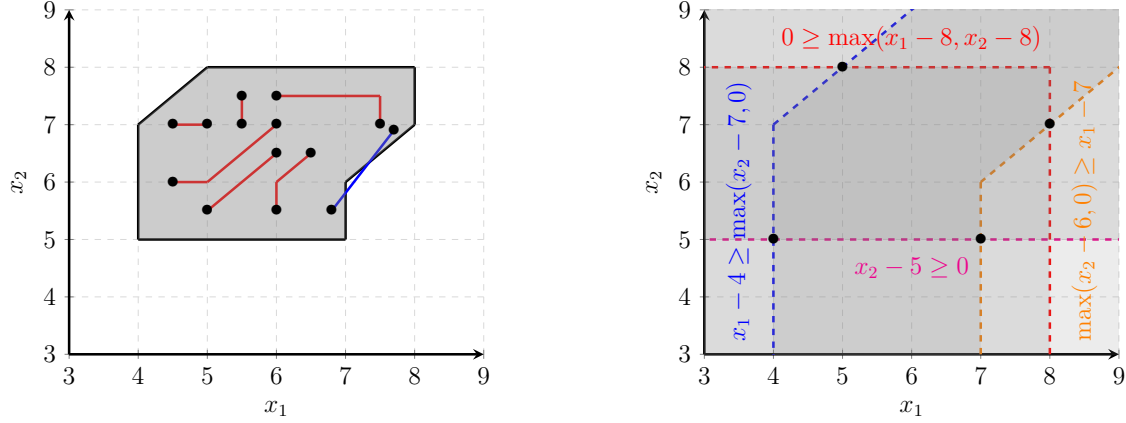 9
8
7
6
5
4
3
3 4 5 6 7 8 9
x₁
x₂
9
8
7
6
5
4
3
3 4 5 6 7 8 9
x₁
x₂
0 ≥ max(x₁ − 8, x₂ − 8)
x₁ − 4 ≥ max(x₂ − 7, 0)
x₂ − 5 ≥ 0
max(x₂ − 6, 0) ≥ x₁ − 7